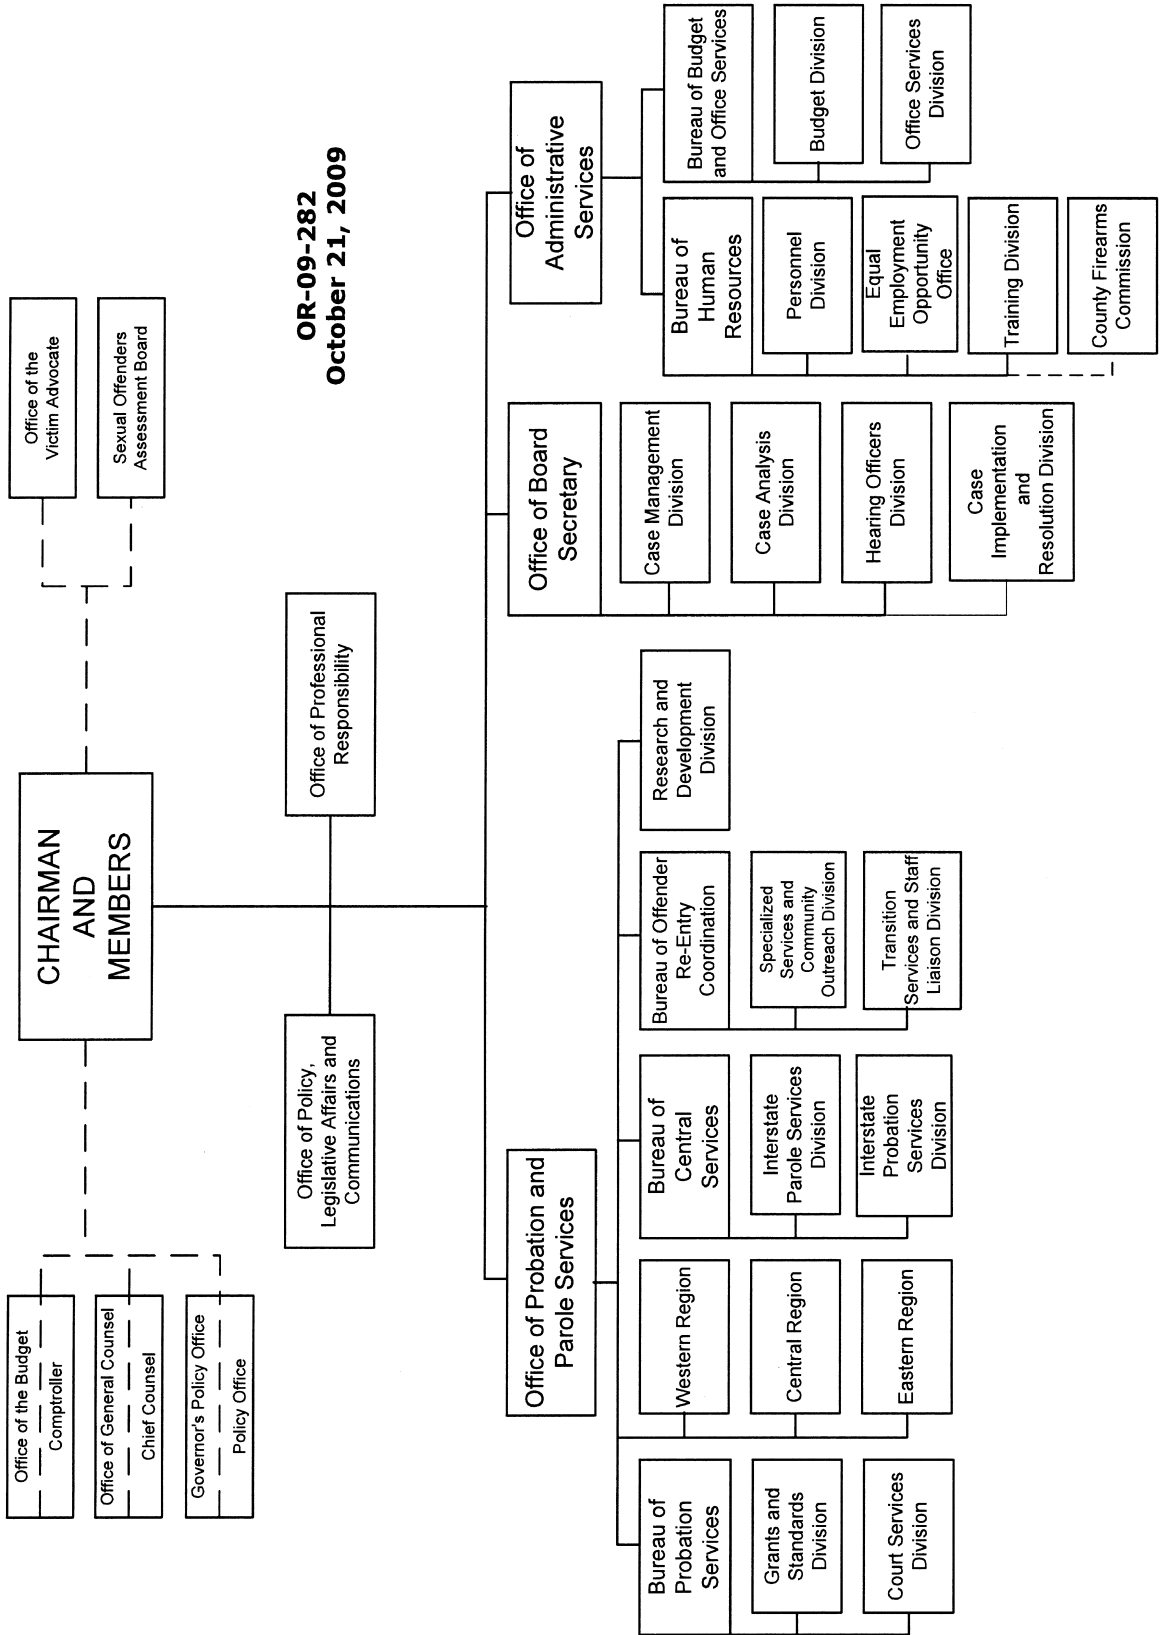 Office of the Budget
Comptroller
Office of General Counsel
Chief Counsel
Governor's Policy Office
Policy Office
CHAIRMAN
AND
MEMBERS
Office of the
Victim Advocate
Sexual Offenders
Assessment Board
OR-09-282
October 21, 2009
Office of Policy,
Legislative Affairs and
Communications
Office of Professional
Responsibility
Office of Probation and
Parole Services
Bureau of
Probation
Services
Grants and
Standards
Division
Court Services
Division
Western Region
Central Region
Eastern Region
Bureau of
Central
Services
Interstate
Parole Services
Division
Interstate
Probation
Services
Division
Bureau of Offender
Re-Entry
Coordination
Specialized
Services and
Community
Outreach Division
Transition
Services and Staff
Liaison Division
Research and
Development
Division
Office of Board
Secretary
Case Management
Division
Case Analysis
Division
Hearing Officers
Division
Case
Implementation
and
Resolution Division
Office of
Administrative
Services
Bureau of
Human
Resources
Personnel
Division
Equal
Employment
Opportunity
Office
Training Division
County Firearms
Commission
Bureau of Budget
and Office Services
Budget Division
Office Services
Division